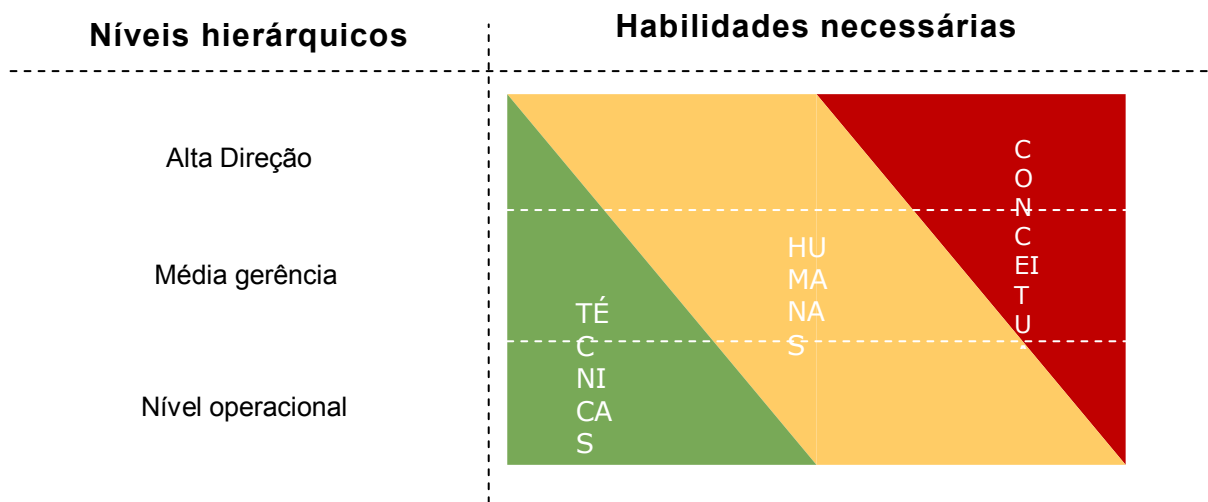 Níveis hierárquicos
Habilidades necessárias
Alta Direção
Média gerência
Nível operacional
TÉ
C
NI
CA
S
HU
MA
NA
S
C
O
N
C
EI
T
U